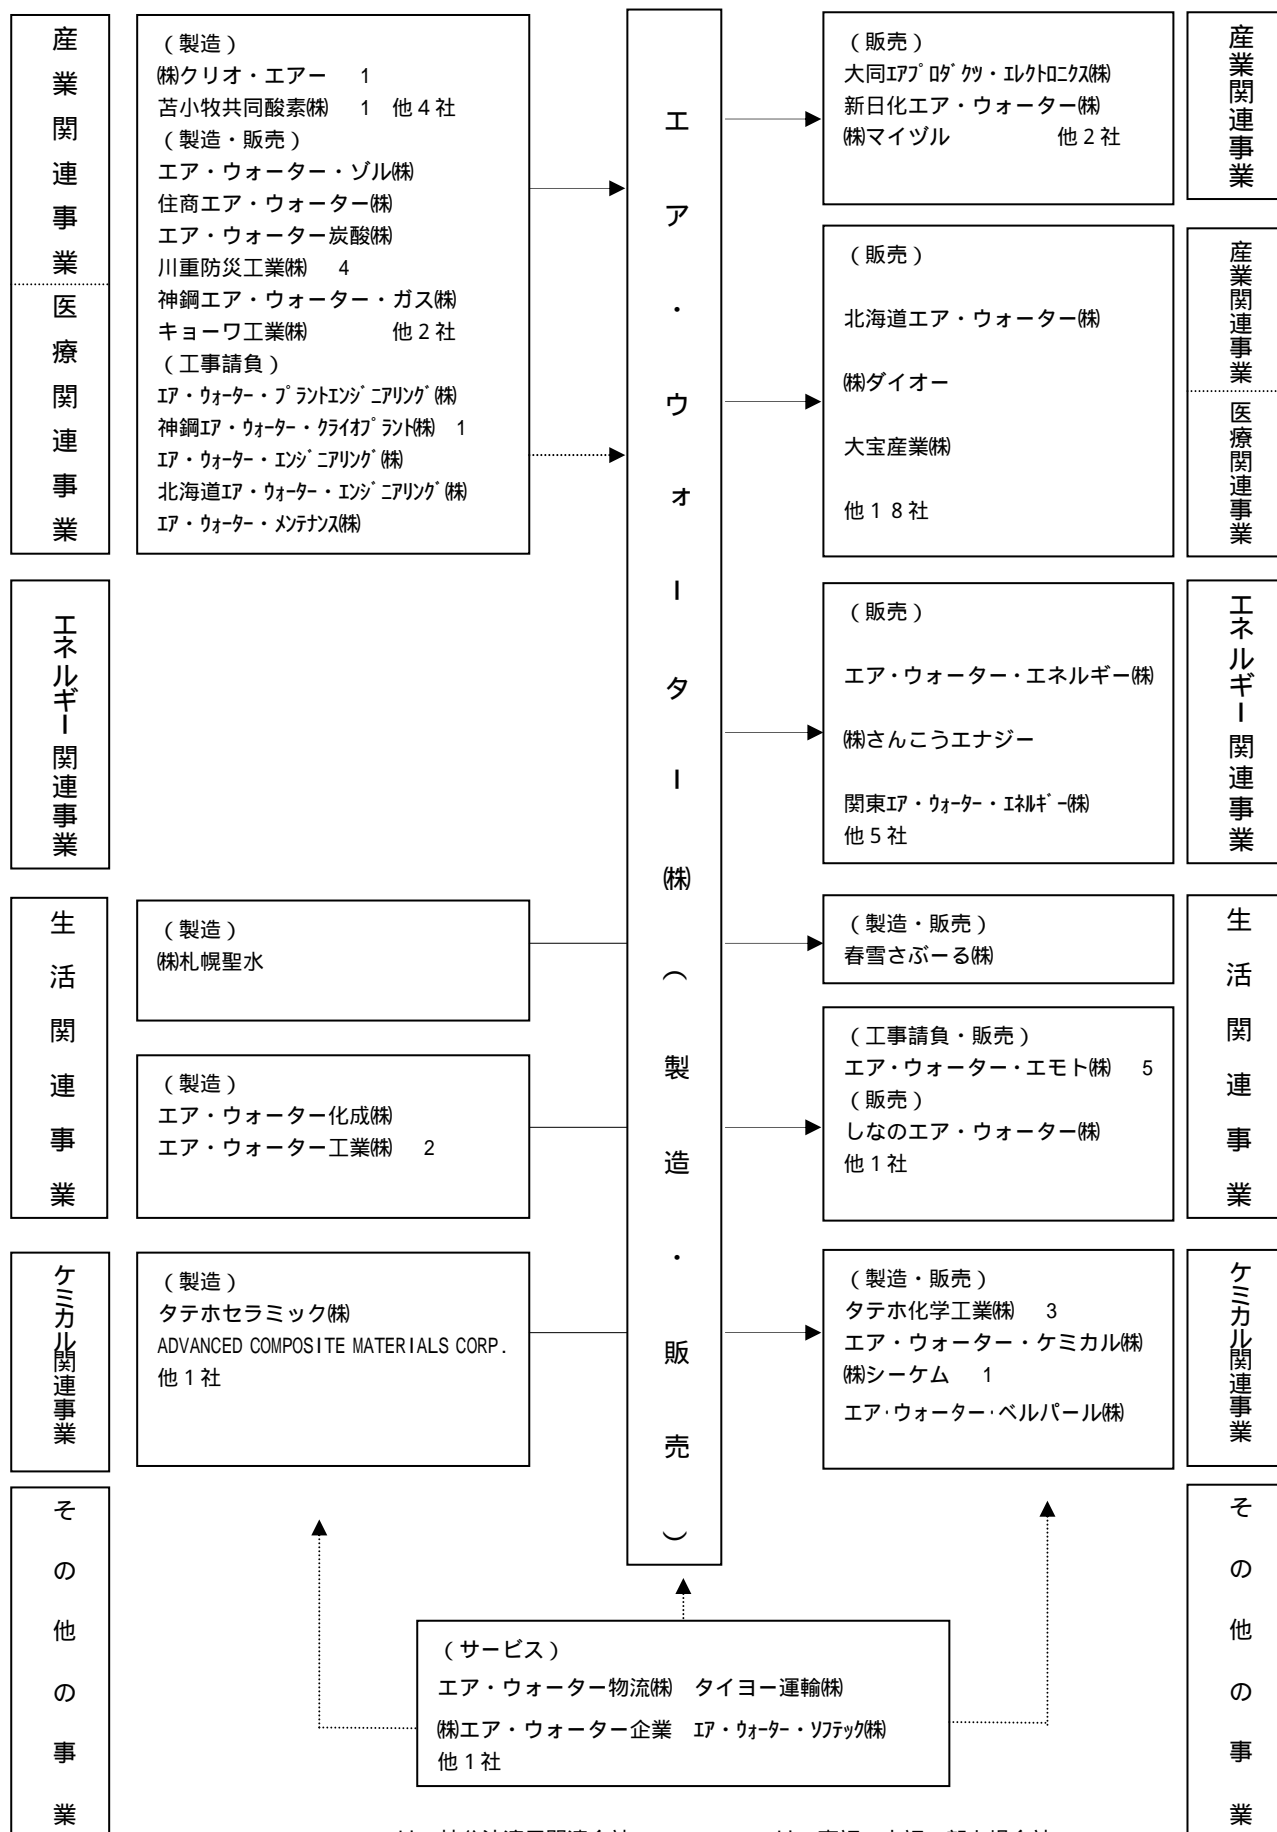 産業関連事業
医療関連事業
（製造）
㈱クリオ・エアー　1
苫小牧共同酸素㈱　1　他４社
（製造・販売）
エア・ウォーター・ゾル㈱
住商エア・ウォーター㈱
エア・ウォーター炭酸㈱
川重防災工業㈱　4
神鋼エア・ウォーター・ガス㈱
キョーワ工業㈱　他２社
（工事請負）
ｴｱ・ｳｫｰﾀｰ・ﾌﾟﾗﾝﾄｴﾝｼﾞﾆｱﾘﾝｸﾞ㈱
神鋼ｴｱ・ｳｫｰﾀｰ・ｸﾗｲｵﾌﾟﾗﾝﾄ㈱　1
ｴｱ・ｳｫｰﾀｰ・ｴﾝｼﾞﾆｱﾘﾝｸﾞ㈱
北海道ｴｱ・ｳｫｰﾀｰ・ｴﾝｼﾞﾆｱﾘﾝｸﾞ㈱
ｴｱ・ｳｫｰﾀｰ・ﾒﾝﾃﾅﾝｽ㈱
エネルギー関連事業
生活関連事業
（製造）
㈱札幌聖水
（製造）
エア・ウォーター化成㈱
エア・ウォーター工業㈱　2
ケミカル関連事業
（製造）
タテホセラミック㈱
ADVANCED COMPOSITE MATERIALS CORP.
他１社
その他の事業
エア・ウォーター㈱（製造・販売）
（販売）
大同ｴｱﾌﾟﾛﾀﾞｸﾂ・ｴﾚｸﾄﾛﾆｸｽ㈱
新日化エア・ウォーター㈱
㈱マイヅル　他２社
産業関連事業
（販売）
北海道エア・ウォーター㈱
㈱ダイオー
大宝産業㈱
他１８社
産業関連事業
医療関連事業
（販売）
エア・ウォーター・エネルギー㈱
㈱さんこうエナジー
関東ｴｱ・ｳｫｰﾀｰ・ｴﾈﾙｷﾞｰ㈱
他５社
エネルギー関連事業
（製造・販売）
春雪さぶーる㈱
（工事請負・販売）
エア・ウォーター・エモト㈱　5
（販売）
しなのエア・ウォーター㈱
他１社
生活関連事業
（製造・販売）
タテホ化学工業㈱　3
エア・ウォーター・ケミカル㈱
㈱シーケム　1
エア・ウォーター・ベルパール㈱
ケミカル関連事業
その他の事業
（サービス）
エア・ウォーター物流㈱　タイヨー運輸㈱
㈱エア・ウォーター企業　ｴｱ・ｳｫｰﾀｰ・ｿﾌﾃｯｸ㈱
他１社